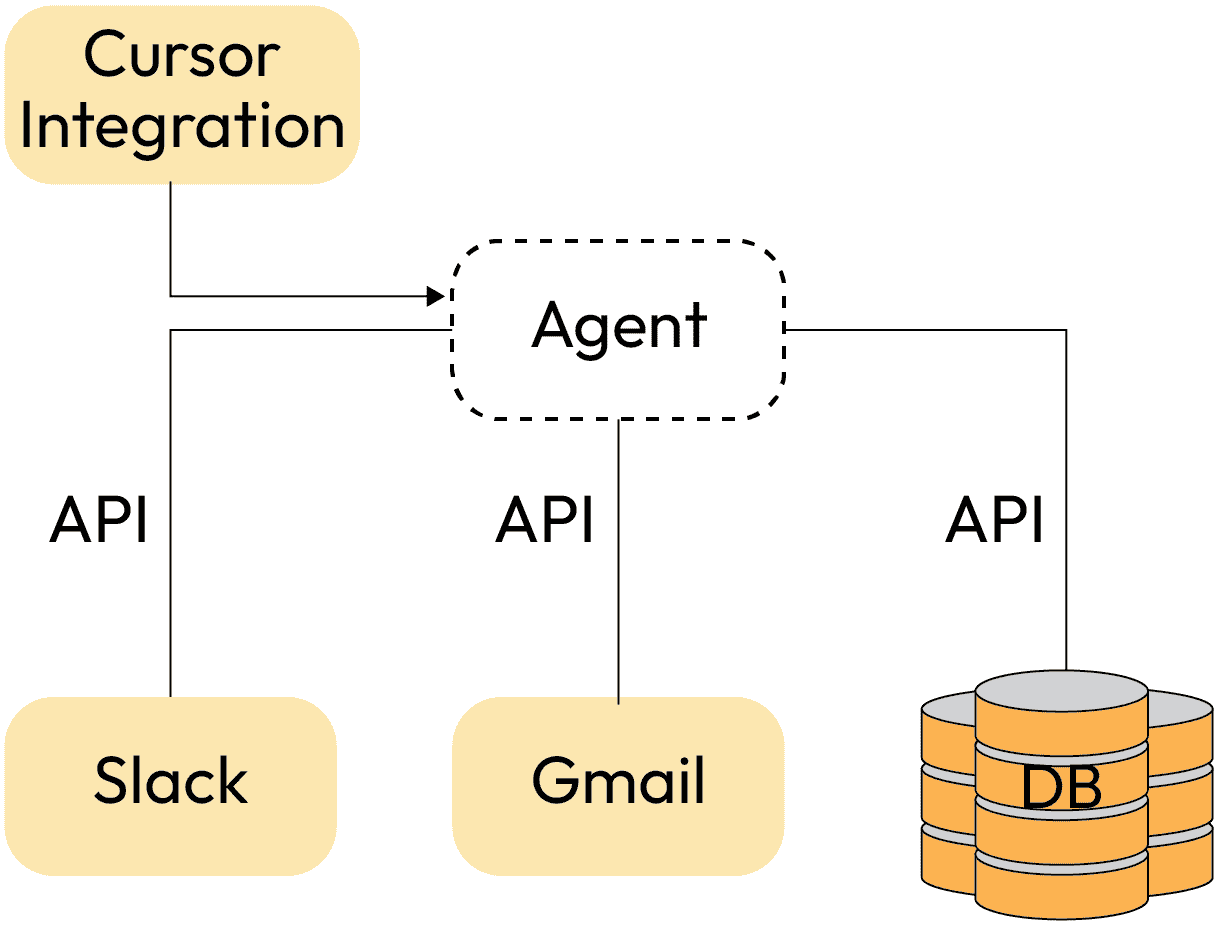 Cursor
Integration
Agent
API
API
API
Slack
Gmail
DB